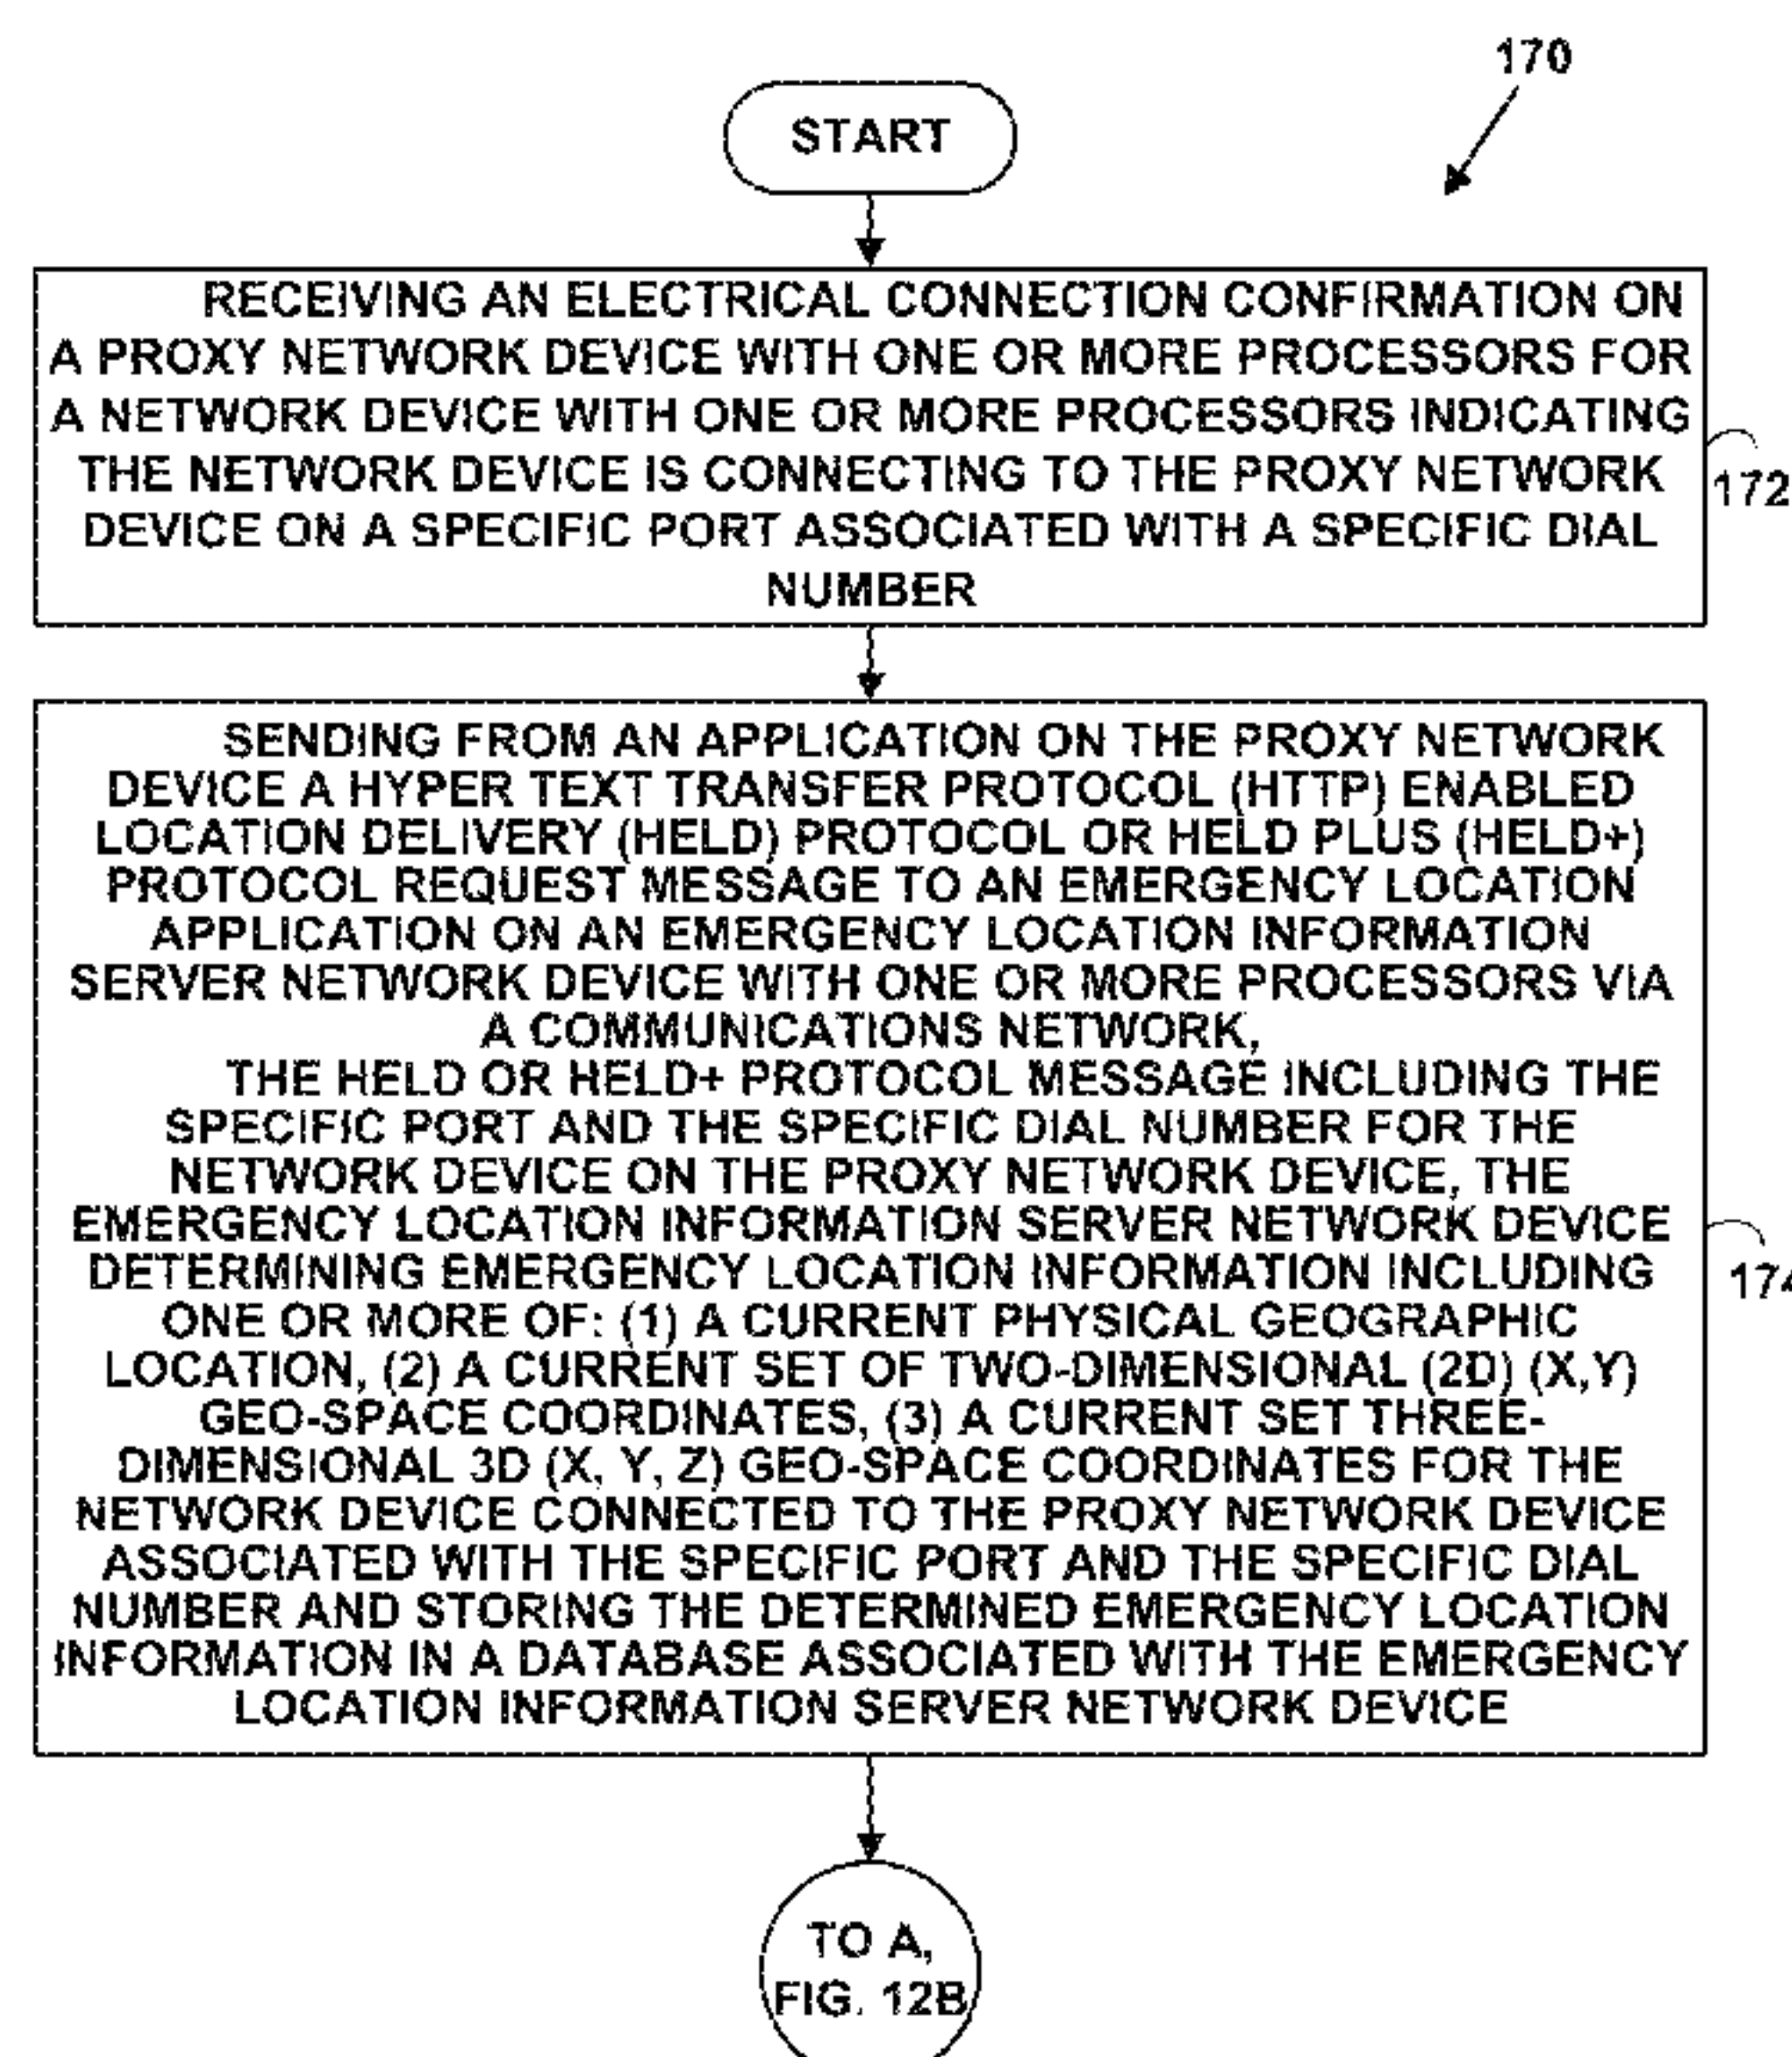 170
START
RECEIVING AN ELECTRICAL CONNECTION CONFIRMATION ON
A PROXY NETWORK DEVICE WITH ONE OR MORE PROCESSORS FOR
A NETWORK DEVICE WITH ONE OR MORE PROCESSORS INDICATING
THE NETWORK DEVICE IS CONNECTING TO THE PROXY NETWORK
DEVICE ON A SPECIFIC PORT ASSOCIATED WITH A SPECIFIC DIAL
NUMBER
172
SENDING FROM AN APPLICATION ON THE PROXY NETWORK
DEVICE A HYPER TEXT TRANSFER PROTOCOL (HTTP) ENABLED
LOCATION DELIVERY (HELD) PROTOCOL OR HELD PLUS (HELD+)
PROTOCOL REQUEST MESSAGE TO AN EMERGENCY LOCATION
APPLICATION ON AN EMERGENCY LOCATION INFORMATION
SERVER NETWORK DEVICE WITH ONE OR MORE PROCESSORS VIA
A COMMUNICATIONS NETWORK,
THE HELD OR HELD+ PROTOCOL MESSAGE INCLUDING THE
SPECIFIC PORT AND THE SPECIFIC DIAL NUMBER FOR THE
NETWORK DEVICE ON THE PROXY NETWORK DEVICE, THE
EMERGENCY LOCATION INFORMATION SERVER NETWORK DEVICE
DETERMINING EMERGENCY LOCATION INFORMATION INCLUDING
ONE OR MORE OF: (1) A CURRENT PHYSICAL GEOGRAPHIC
LOCATION, (2) A CURRENT SET OF TWO-DIMENSIONAL (2D) (X,Y)
GEO-SPACE COORDINATES, (3) A CURRENT SET THREE-
DIMENSIONAL 3D (X, Y, Z) GEO-SPACE COORDINATES FOR THE
NETWORK DEVICE CONNECTED TO THE PROXY NETWORK DEVICE
ASSOCIATED WITH THE SPECIFIC PORT AND THE SPECIFIC DIAL
NUMBER AND STORING THE DETERMINED EMERGENCY LOCATION
INFORMATION IN A DATABASE ASSOCIATED WITH THE EMERGENCY
LOCATION INFORMATION SERVER NETWORK DEVICE
174
TO A,
FIG. 12B